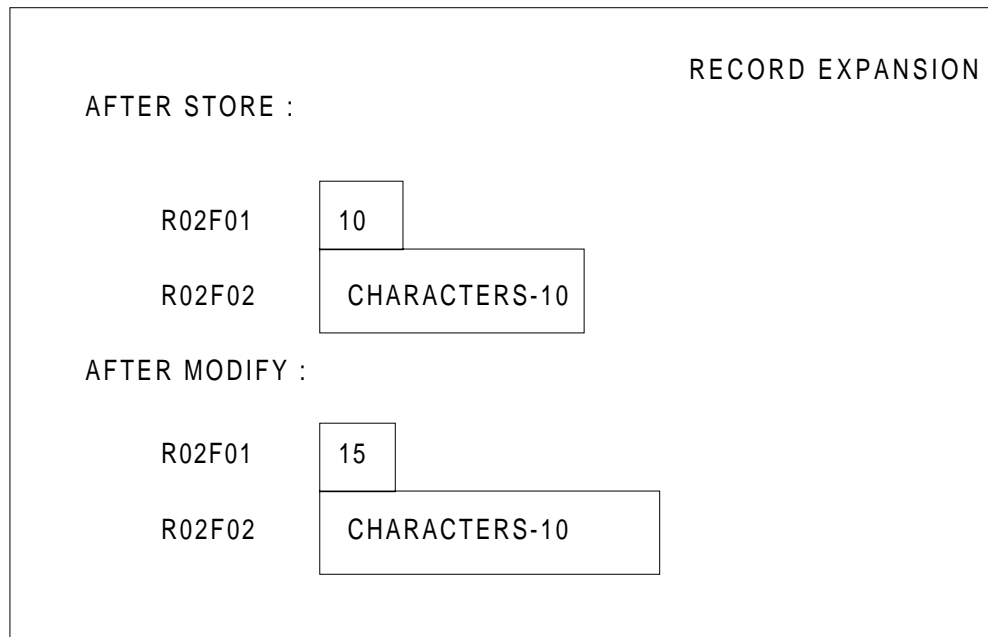 RECORD EXPANSION
AFTER STORE :
R02F01 10
R02F02 CHARACTERS-10
AFTER MODIFY :
R02F01 15
R02F02 CHARACTERS-10